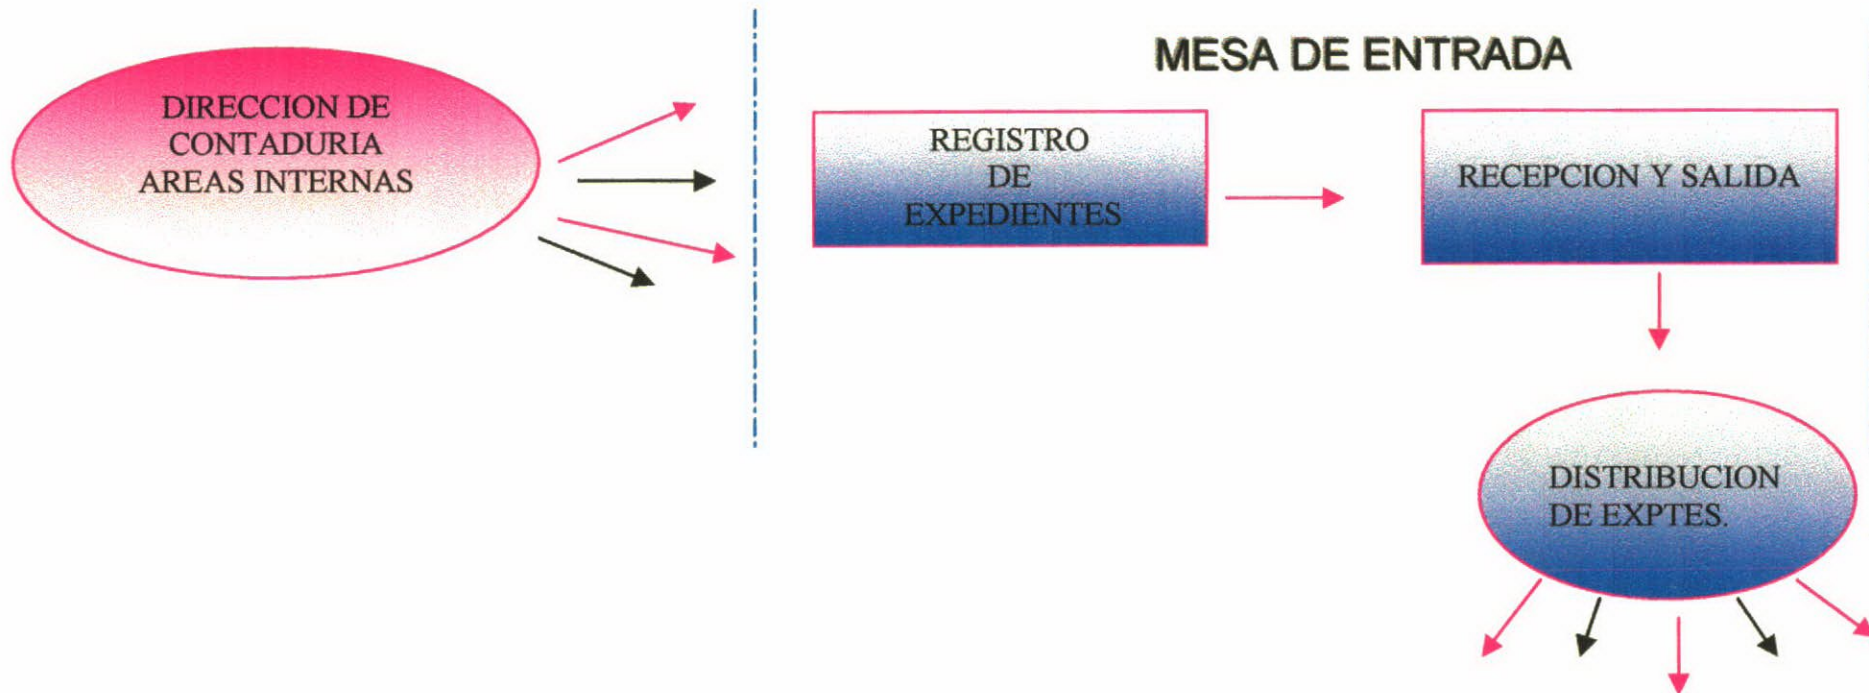 MESA DE ENTRADA
DIRECCION DE
CONTADURIA
AREAS INTERNAS
REGISTRO
DE
EXPEDIENTES
RECEPCION Y SALIDA
DISTRIBUCION
DE EXPTES.